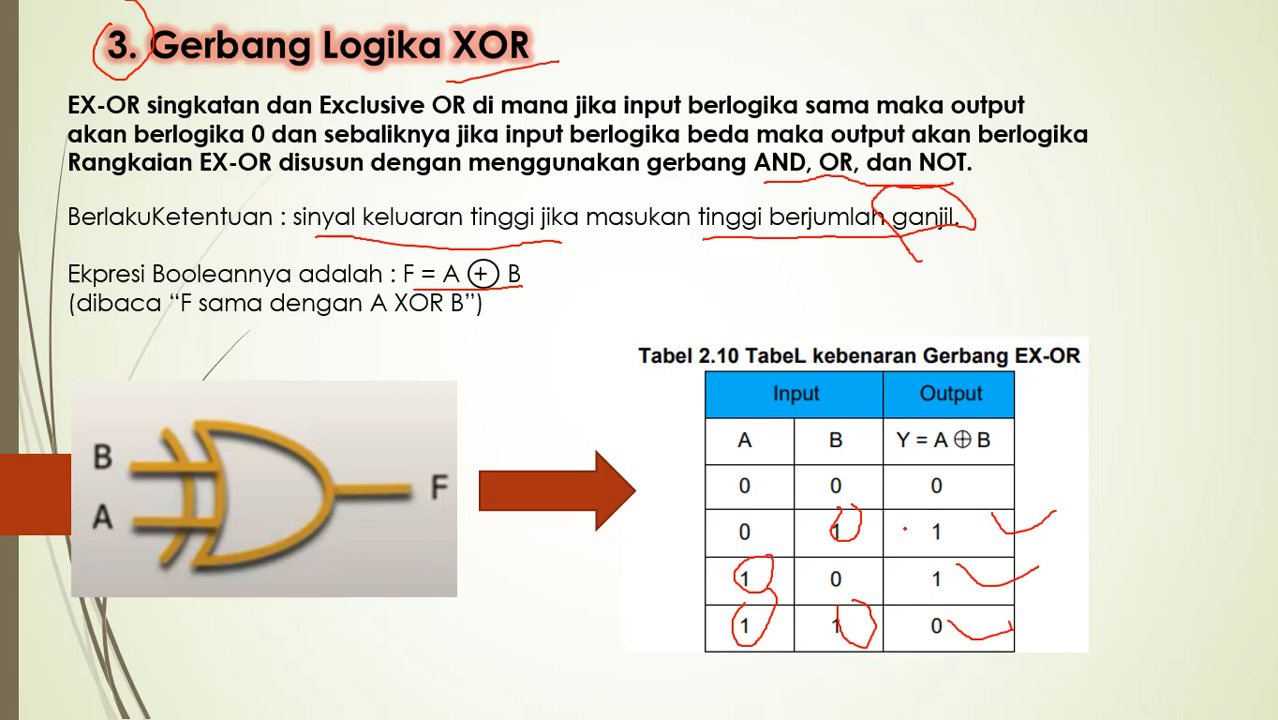 3. Gerbang Logika XOR
EX-OR singkatan dan Exclusive OR di mana jika input berlogika sama maka output
akan berlogika 0 dan sebaliknya jika input berlogika beda maka output akan berlogika
Rangkaian EX-OR disusun dengan menggunakan gerbang AND, OR, dan NOT.
BerlakuKetentuan : sinyal keluaran tinggi jika masukan tinggi berjumlah ganjil.
Ekpresi Booleannya adalah : F = A ⊕ B
(dibaca “F sama dengan A XOR B”)
B
A
F
Tabel 2.10 TabeL kebenaran Gerbang EX-OR
Input Output
A B Y = A ⊕ B
0 0 0
0 1 1
1 0 1
1 1 0